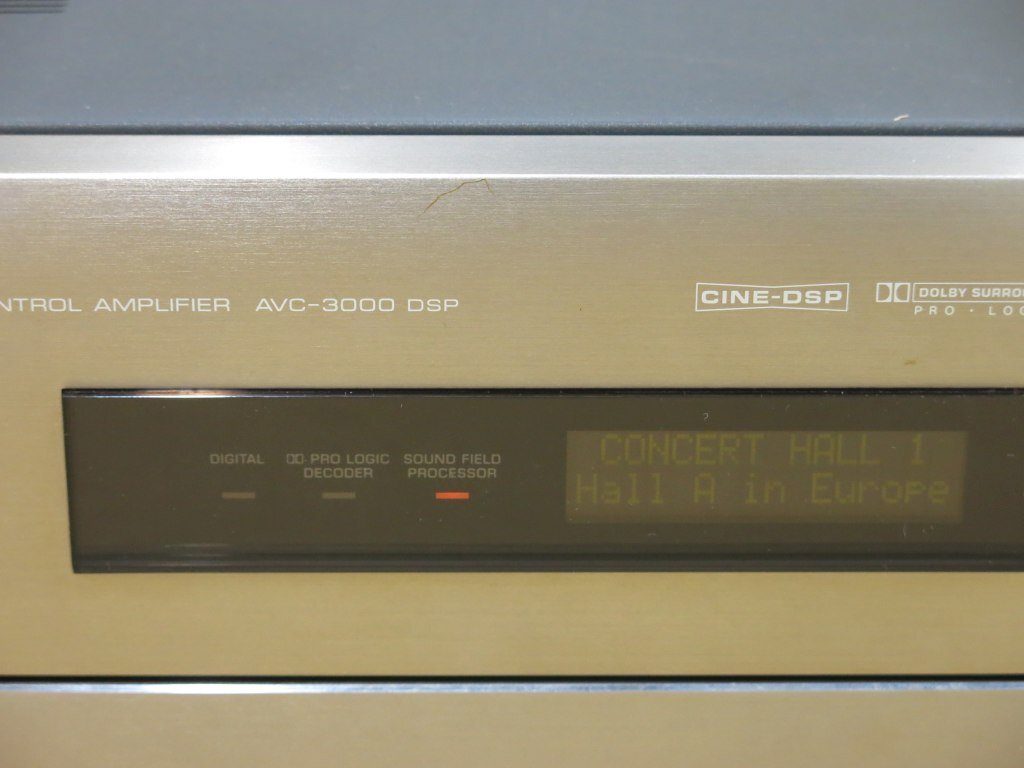 NTROL AMPLIFIER AVC-3000 DSP
CINE-DSP
DOLBY SURRO
PRO · LOG
DIGITAL
PRO LOGIC
DECODER
SOUND FIELD
PROCESSOR
CONCERT HALL 1
Hall A in Europe